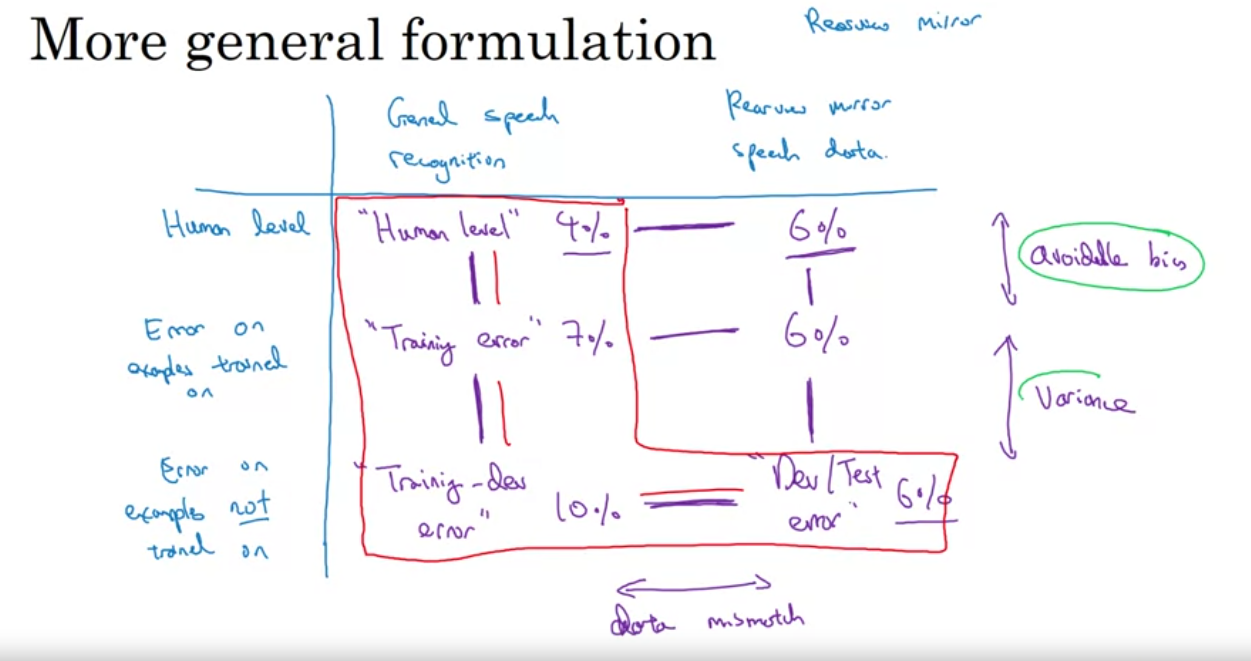 More general formulation
Rearview mirror
General speech
recognition
Rearview mirror
speech data.
Human level
"Human level" 4%
6%
avoidable bias
Error on
examples trained
on
"Training error" 7%
6%
Variance
Error on
examples not
trained on
"Training-dev
error"
10%
"Dev/Test
error"
6%
data mismatch